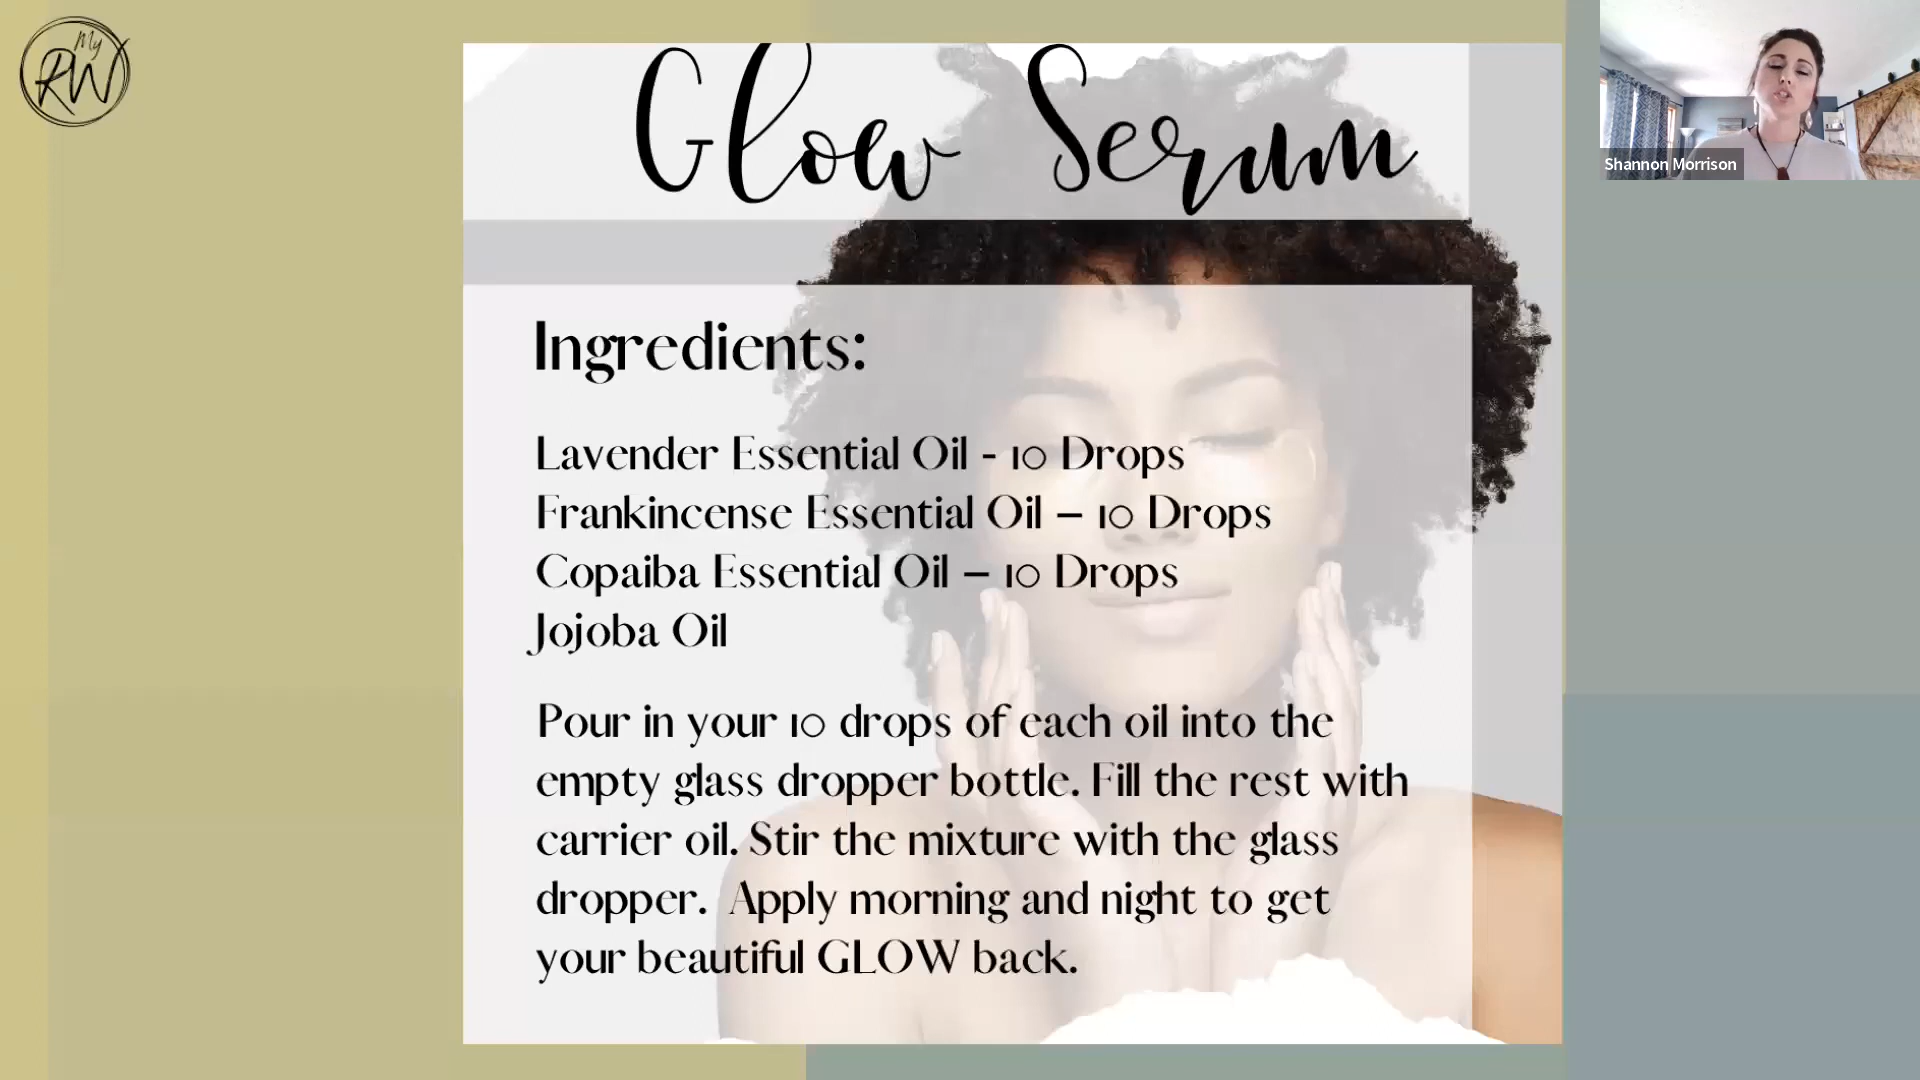 My
RW
Glow Serum
Shannon Morrison
Ingredients:
Lavender Essential Oil - 10 Drops
Frankincense Essential Oil – 10 Drops
Copaiba Essential Oil – 10 Drops
Jojoba Oil
Pour in your 10 drops of each oil into the
empty glass dropper bottle. Fill the rest with
carrier oil. Stir the mixture with the glass
dropper. Apply morning and night to get
your beautiful GLOW back.